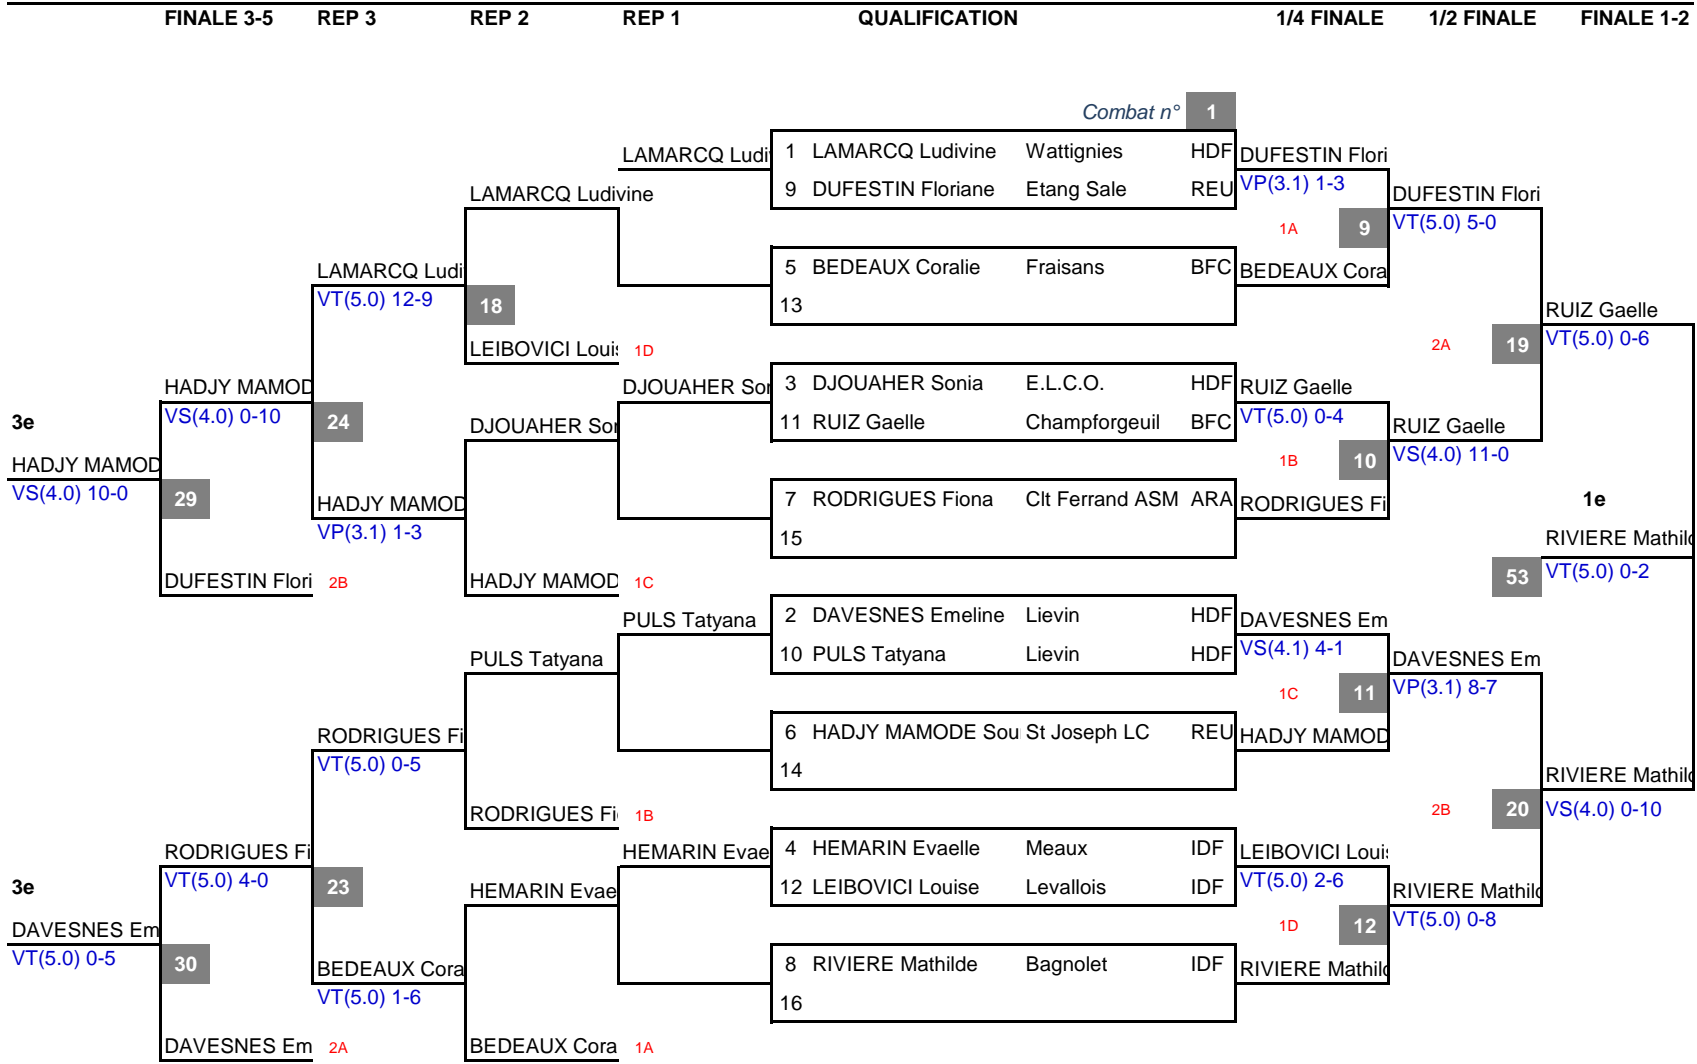 FINALE 3-5 REP 3 REP 2 REP 1 QUALIFICATION 1/4 FINALE 1/2 FINALE FINALE 1-2
Combat n° 1
LAMARCQ Ludi 1 LAMARCQ Ludivine Wattignies HDF DUFESTIN Flori
VP(3.1) 1-3
LAMARCQ Ludivine 9 DUFESTIN Floriane Etang Sale REU DUFESTIN Flori
1A 9 VT(5.0) 5-0
LAMARCQ Ludi 5 BEDEAUX Coralie Fraisans BFC BEDEAUX Cora
VT(5.0) 12-9 18 13
RUIZ Gaelle
LEIBOVICI Louis 1D 2A 19 VT(5.0) 0-6
HADJY MAMOD DJOUAHER Son 3 DJOUAHER Sonia E.L.C.O. HDF RUIZ Gaelle
3e VS(4.0) 0-10 24 DJOUAHER Son 11 RUIZ Gaelle Champforgeuil BFC VT(5.0) 0-4 RUIZ Gaelle
HADJY MAMOD 1B 10 VS(4.0) 11-0
VS(4.0) 10-0 29 HADJY MAMOD 7 RODRIGUES Fiona Clt Ferrand ASM ARA RODRIGUES Fi 1e
VP(3.1) 1-3 15 RIVIERE Mathild
DUFESTIN Flori 2B HADJY MAMOD 1C 53 VT(5.0) 0-2
PULS Tatyana 2 DAVESNES Emeline Lievin HDF DAVESNES Em
VS(4.1) 4-1
PULS Tatyana 10 PULS Tatyana Lievin HDF DAVESNES Em
1C 11 VP(3.1) 8-7
RODRIGUES Fi 6 HADJY MAMODE Sou St Joseph LC REU HADJY MAMOD
VT(5.0) 0-5 14 RIVIERE Mathild
RODRIGUES Fi 1B 2B 20 VS(4.0) 0-10
RODRIGUES Fi HEMARIN Evae 4 HEMARIN Evaelle Meaux IDF LEIBOVICI Louis
3e VT(5.0) 4-0 23 HEMARIN Evae 12 LEIBOVICI Louise Levallois IDF VT(5.0) 2-6 RIVIERE Mathild
DAVESNES Em 1D 12 VT(5.0) 0-8
VT(5.0) 0-5 30 BEDEAUX Cora 8 RIVIERE Mathilde Bagnolet IDF RIVIERE Mathild
VT(5.0) 1-6 16
DAVESNES Em 2A BEDEAUX Cora 1A